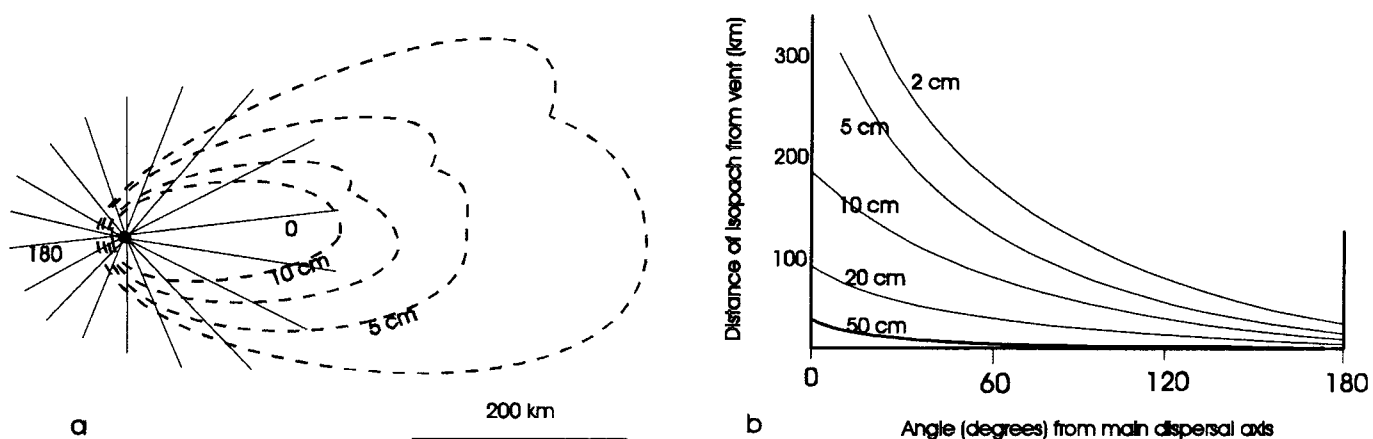 180
0
10 cm
5 cm
200 km
a
Distance of Isopach from vent (km)
300
200
100
2 cm
5 cm
10 cm
20 cm
50 cm
0
60
120
180
b
Angle (degrees) from main dispersal axis